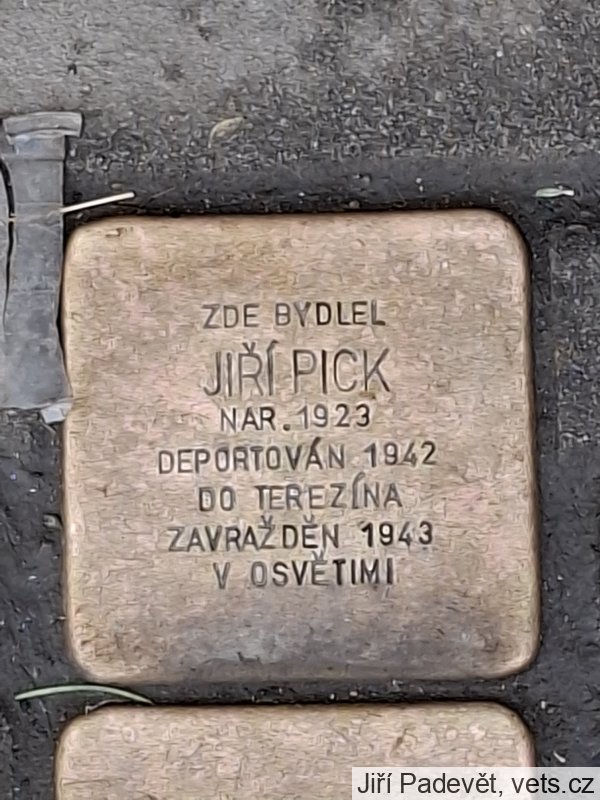 ZDE BYDLEL
JIŘÍ PICK
NAR. 1923
DEPORTOVÁN 1942
DO TEREZÍNA
ZAVRAŽDĚN 1943
V OSVĚTIMI
Jiří Padevět, vets.cz